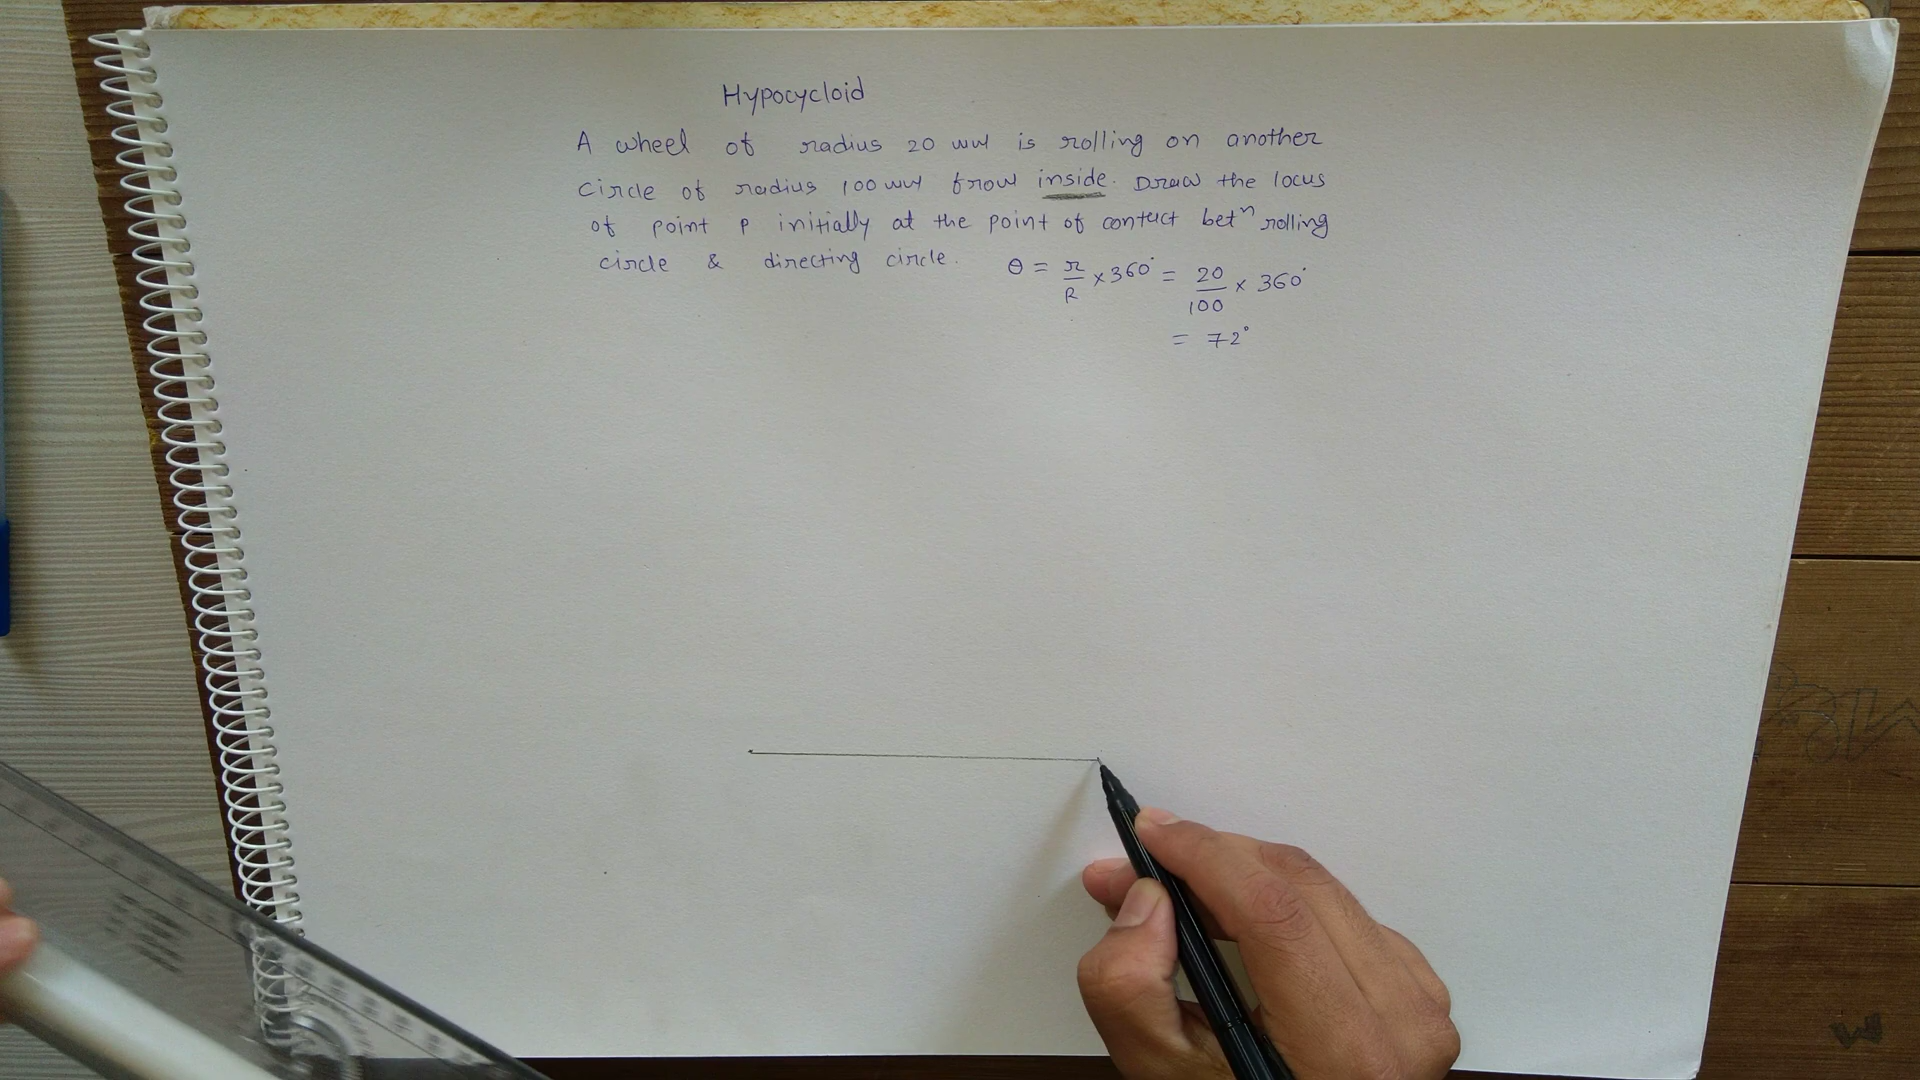 Hypocycloid
A wheel of radius 20 mm is rolling on another
circle of radius 100 mm from inside. Draw the locus
of point P initially at the point of contact betⁿ rolling
circle & directing circle. θ = r/R × 360° = 20/100 × 360°
= 72°